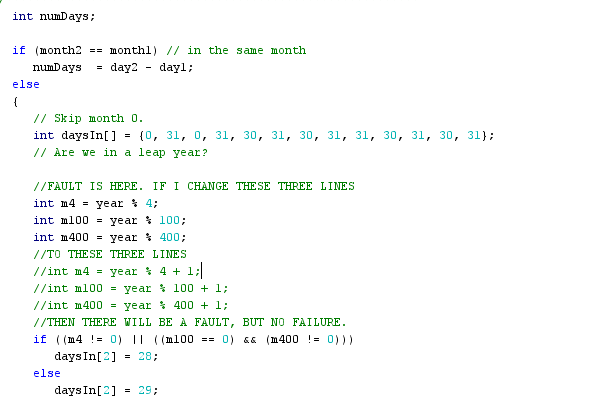 int numDays;
if (month2 == month1) // in the same month
numDays = day2 - day1;
else
{
// Skip month 0.
int daysIn[] = {0, 31, 0, 31, 30, 31, 30, 31, 31, 30, 31, 30, 31};
// Are we in a leap year?
//FAULT IS HERE. IF I CHANGE THESE THREE LINES
int m4 = year % 4;
int m100 = year % 100;
int m400 = year % 400;
//TO THESE THREE LINES
//int m4 = year % 4 + 1;
//int m100 = year % 100 + 1;
//int m400 = year % 400 + 1;
//THEN THERE WILL BE A FAULT, BUT NO FAILURE.
if ((m4 != 0) || ((m100 == 0) && (m400 != 0)))
daysIn[2] = 28;
else
daysIn[2] = 29;